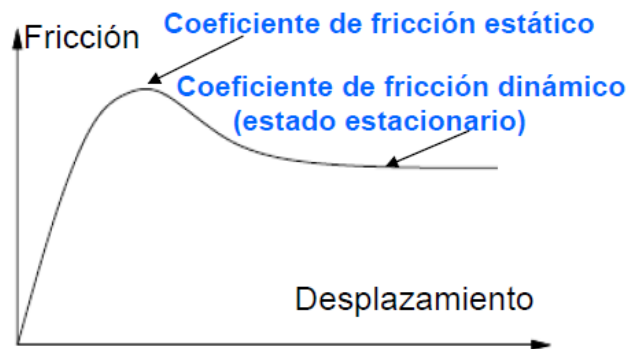 Fricción
Coeficiente de fricción estático
Coeficiente de fricción dinámico
(estado estacionario)
Desplazamiento